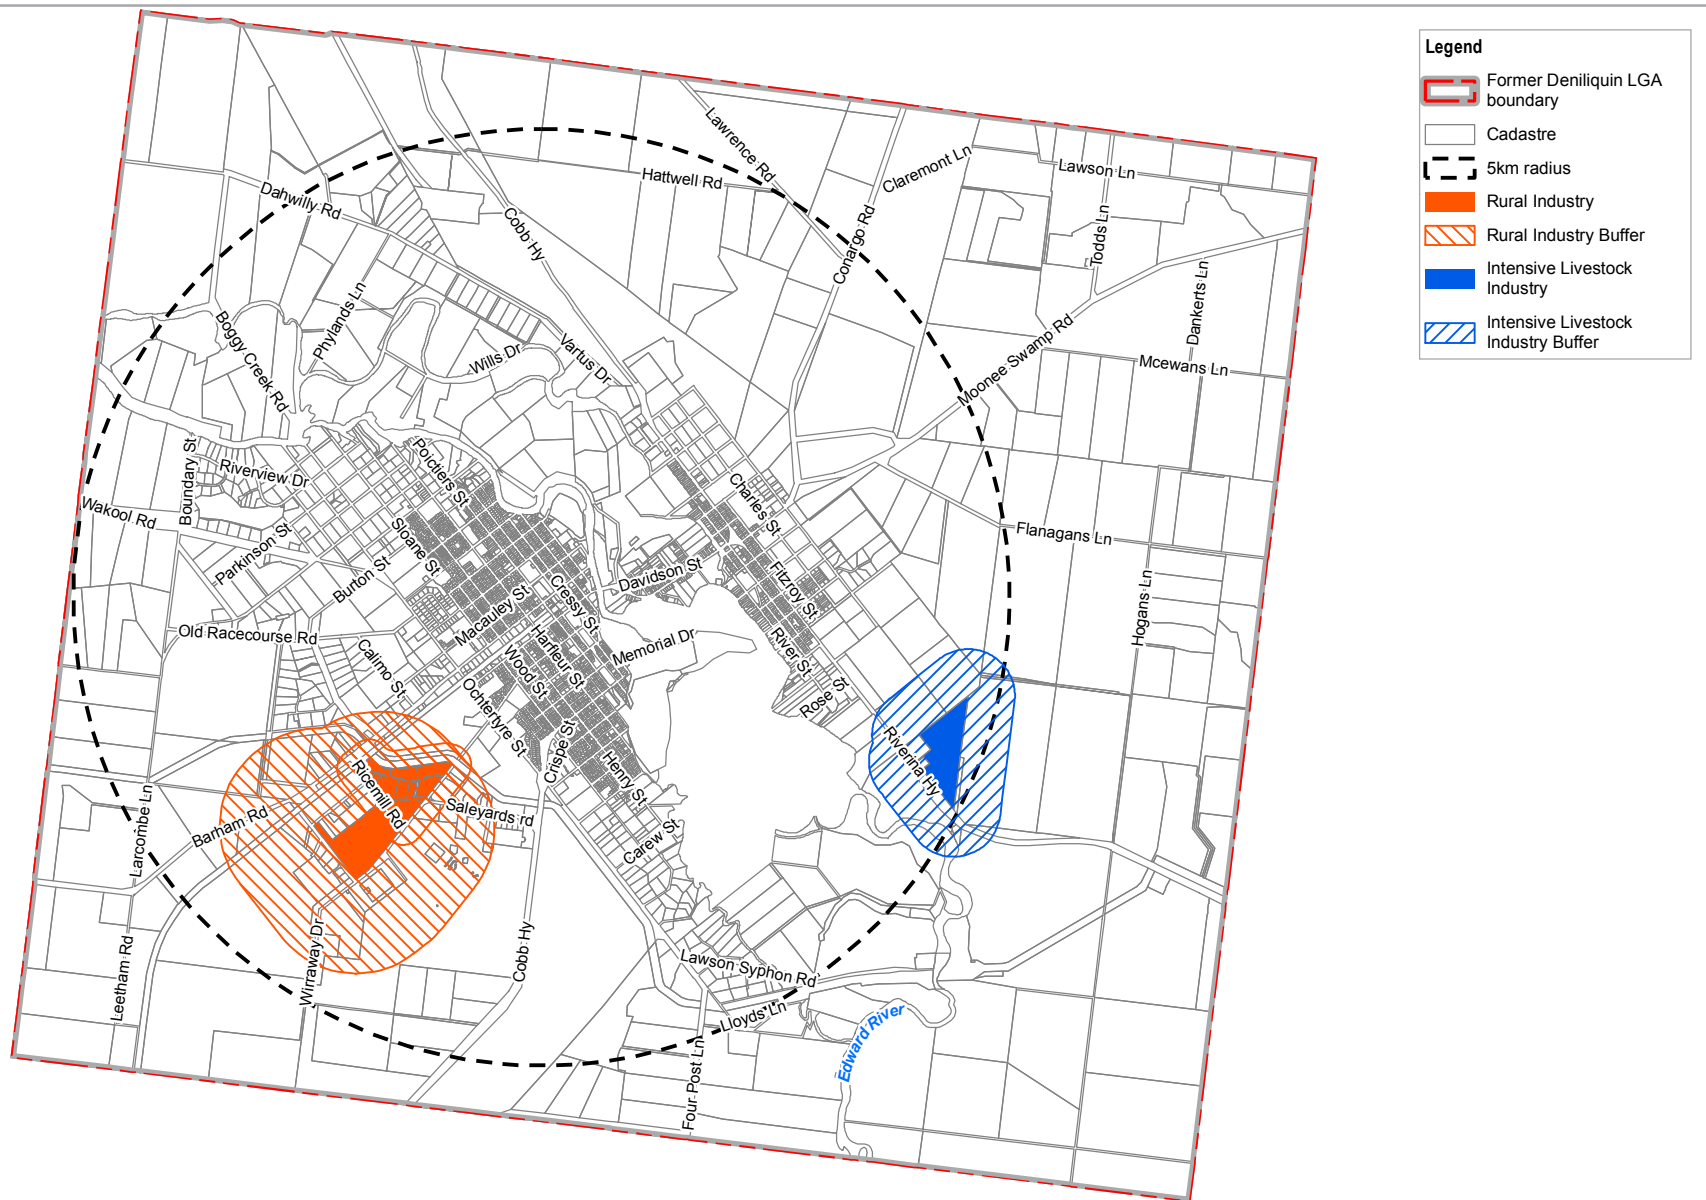 Legend
Former Deniliquin LGA
boundary
Cadastre
5km radius
Rural Industry
Rural Industry Buffer
Intensive Livestock
Industry
Intensive Livestock
Industry Buffer
Lawrence Rd
Hattwell Rd
Claremont Ln
Lawson Ln
Dahwilly Rd
Cobb Hy
Conargo Rd
Todds Ln
Dankerts Ln
Phylands Ln
Boggy Creek Rd
Wills Dr
Vartus Dr
Moonee Swamp Rd
Mcewans Ln
Boundary St
Riverview Dr
Poictiers St
Charles St
Wakool Rd
Parkinson St
Sloane St
Burton St
Flanagans Ln
Davidson St
Fitzroy St
Cressy St
Macauley St
Hogans Ln
Old Racecourse Rd
Calimo St
Harfleur St
Wood St
Memorial Dr
River St
Rose St
Ochtertyre St
Crispe St
Henry St
Riverina Hy
Ricemill Rd
Saleyards rd
Barham Rd
Larcombe Ln
Carew St
Leetham Rd
Wirraway Dr
Cobb Hy
Lawson Syphon Rd
Lloyds Ln
Four Post Ln
Edward River